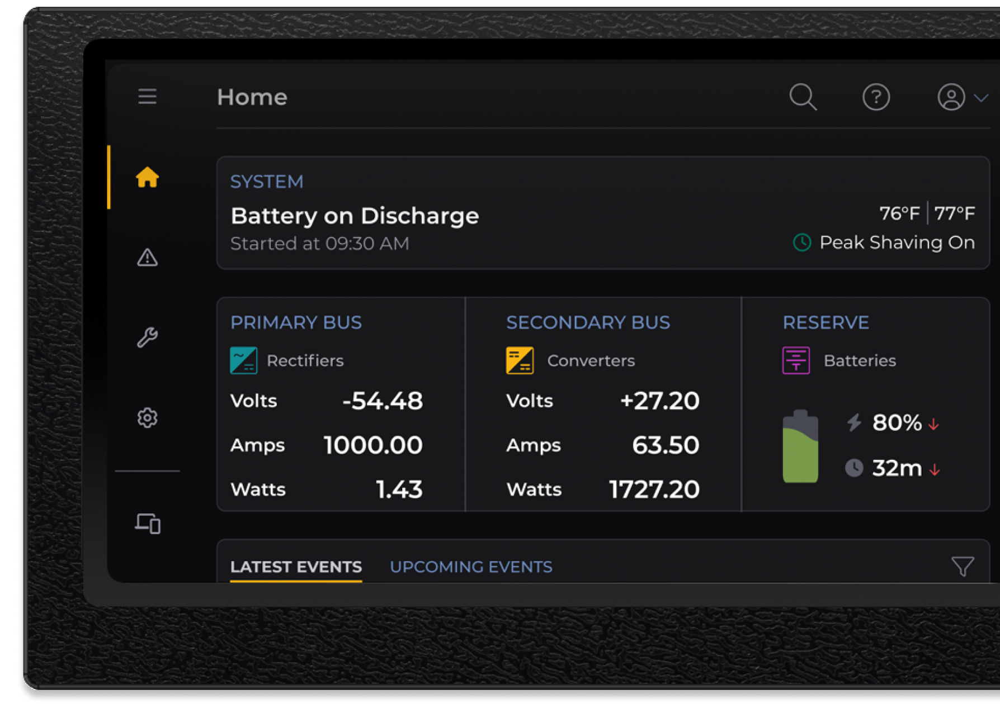 Home
SYSTEM
Battery on Discharge
Started at 09:30 AM
76°F | 77°F
Peak Shaving On
PRIMARY BUS
Rectifiers
Volts -54.48
Amps 1000.00
Watts 1.43
SECONDARY BUS
Converters
Volts +27.20
Amps 63.50
Watts 1727.20
RESERVE
Batteries
80% ↓
32m ↓
LATEST EVENTS UPCOMING EVENTS